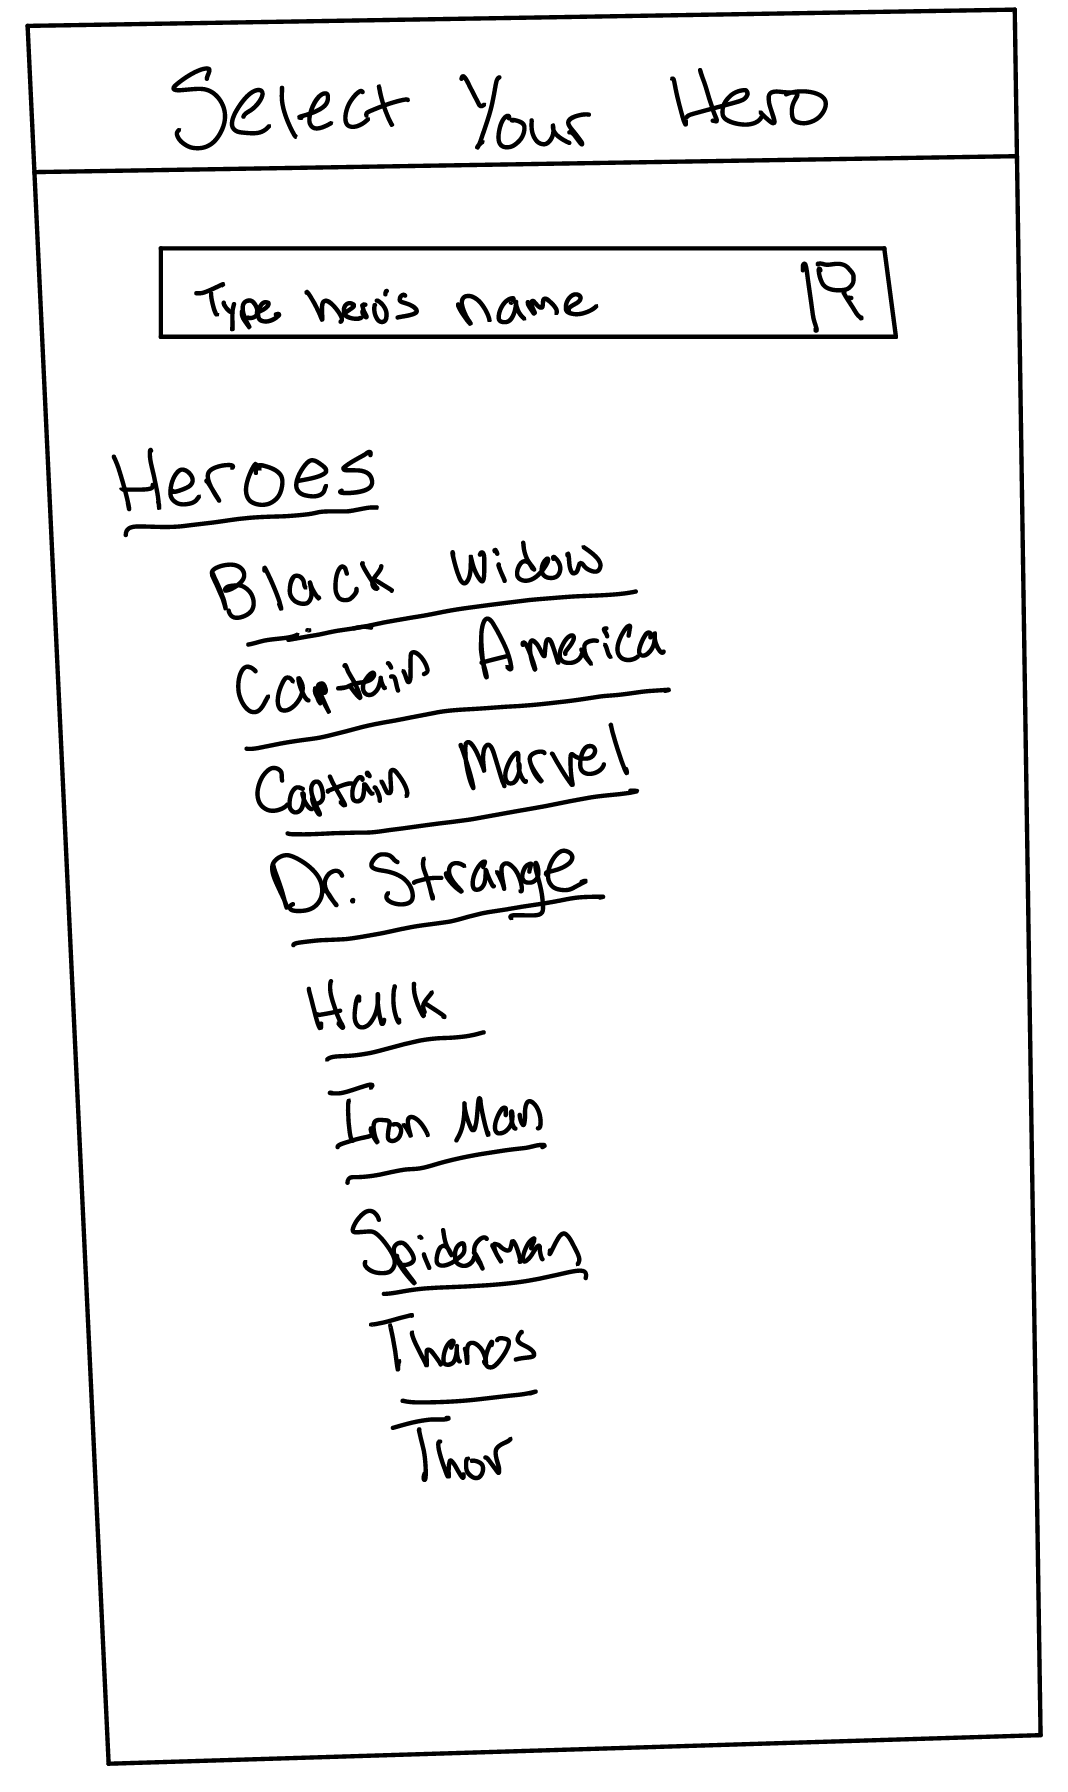 Select Your Hero
Type hero's name
Heroes
Black Widow
Captain America
Captain Marvel
Dr. Strange
Hulk
Iron Man
Spiderman
Thanos
Thor